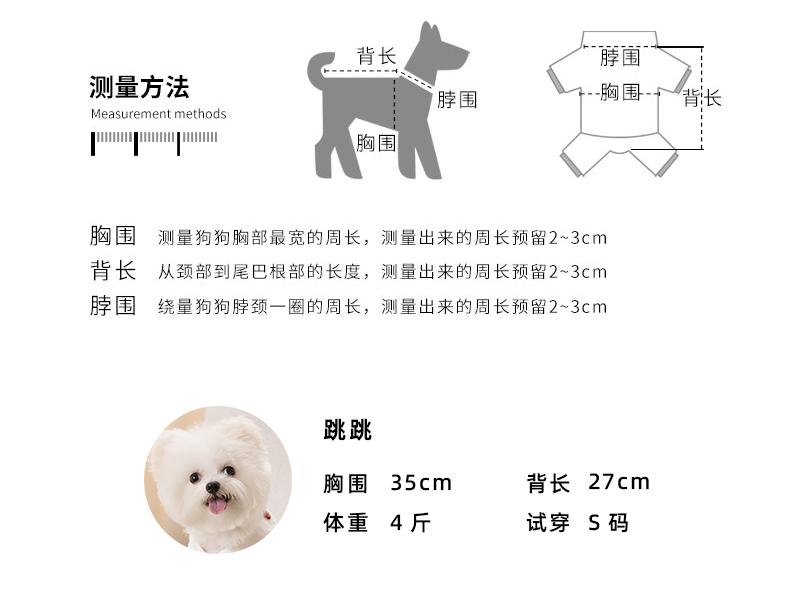 测量方法
Measurement methods
背长
脖围
胸围
脖围
胸围
背长
胸围 测量狗狗胸部最宽的周长，测量出来的周长预留2~3cm
背长 从颈部到尾巴根部的长度，测量出来的周长预留2~3cm
脖围 绕量狗狗脖颈一圈的周长，测量出来的周长预留2~3cm
跳跳
胸围 35cm 背长 27cm
体重 4 斤 试穿 S 码